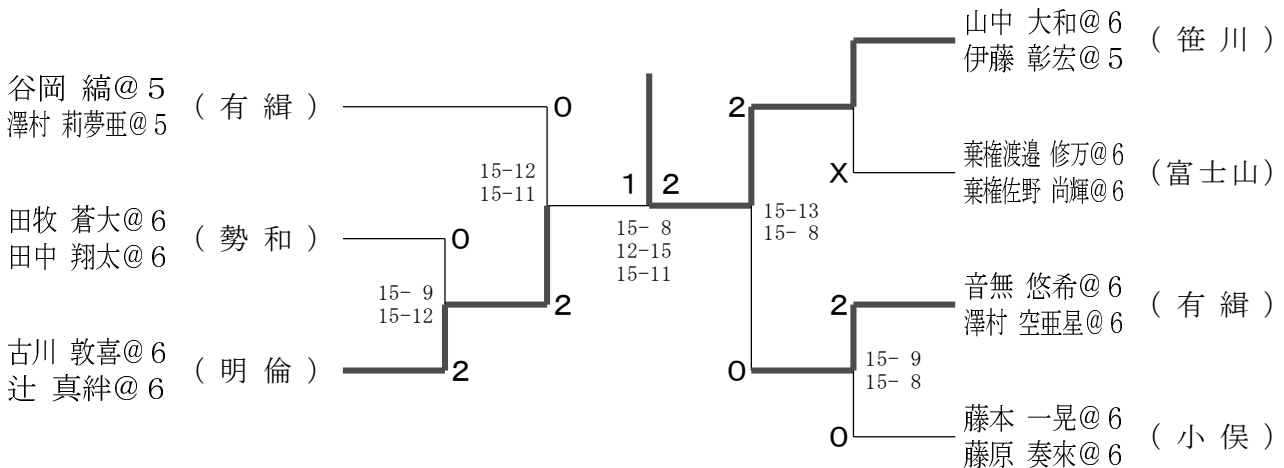 谷岡 縞@5
澤村 莉夢亜@5
(有 緝)
田牧 蒼大@6
田中 翔太@6
(勢 和)
古川 敦喜@6
辻 真絆@6
(明 倫)
0
15-12
15-11
0
15- 9
15-12
2
2
1 2
15- 8
12-15
15-11
2
15-13
15- 8
X
2
0
15- 9
15- 8
0
山中 大和@6
伊藤 彰宏@5
(笹 川)
棄権渡邉 修万@6
棄権佐野 尚輝@6
(富士山)
音無 悠希@6
澤村 空亜星@6
(有 緝)
藤本 一晃@6
藤原 奏來@6
(小 俣)